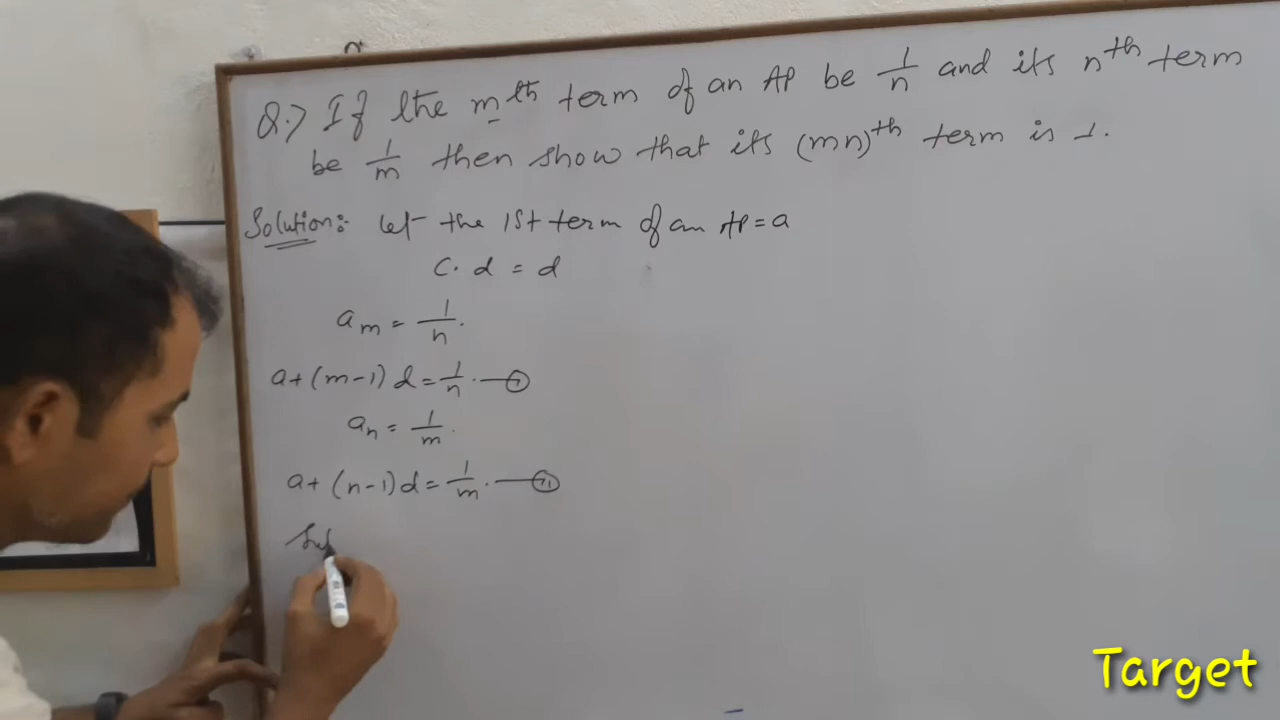 Q.> If the mth term of an AP be 1/n and its nth term
be 1/m then show that its (mn)th term is 1.
Solution:- let the 1st term of an AP = a
C. d = d
am = 1/n.
a+(m-1) d = 1/n. — (I)
an = 1/m.
a+ (n-1) d = 1/m. — (II)
Sub
Target